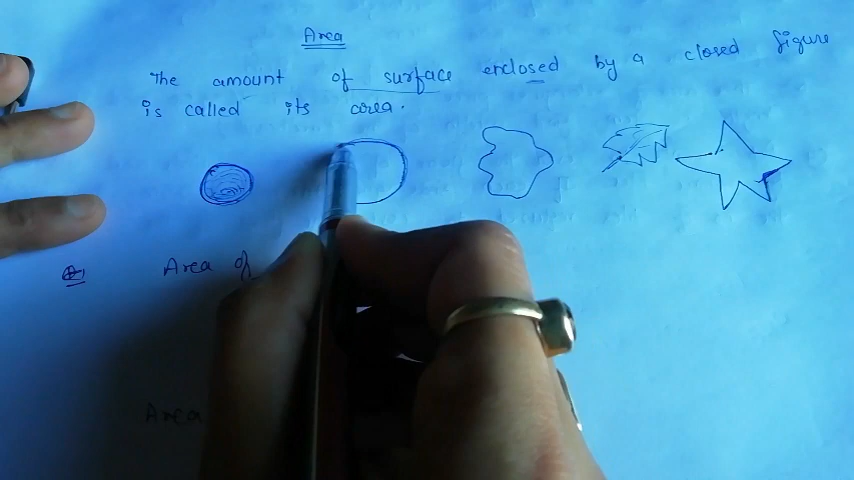 Area
The amount of surface enclosed by a closed figure
is called its area.
Area of
Area